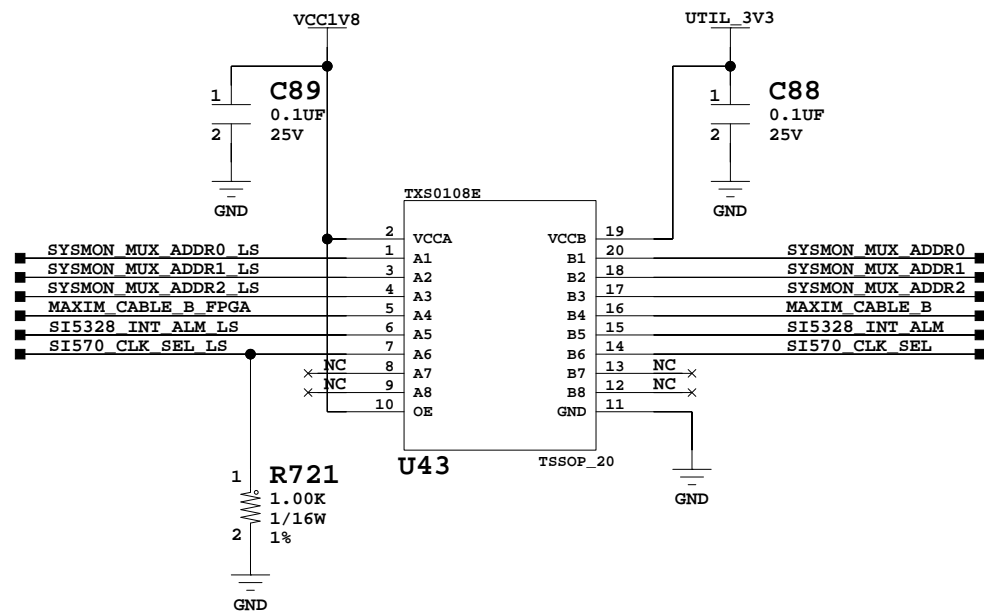 VCC1V8
UTIL_3V3
1 C89
0.1UF
2 25V
GND
1 C88
0.1UF
2 25V
GND
TXS0108E
2 VCCA VCCB 19
SYSMON_MUX_ADDR0_LS 1 A1 B1 20 SYSMON_MUX_ADDR0
SYSMON_MUX_ADDR1_LS 3 A2 B2 18 SYSMON_MUX_ADDR1
SYSMON_MUX_ADDR2_LS 4 A3 B3 17 SYSMON_MUX_ADDR2
MAXIM_CABLE_B_FPGA 5 A4 B4 16 MAXIM_CABLE_B
SI5328_INT_ALM_LS 6 A5 B5 15 SI5328_INT_ALM
SI570_CLK_SEL_LS 7 A6 B6 14 SI570_CLK_SEL
NC 8 A7 B7 13 NC
NC 9 A8 B8 12 NC
10 OE GND 11
U43 TSSOP_20
GND
1 R721
1.00K
1/16W
2 1%
GND